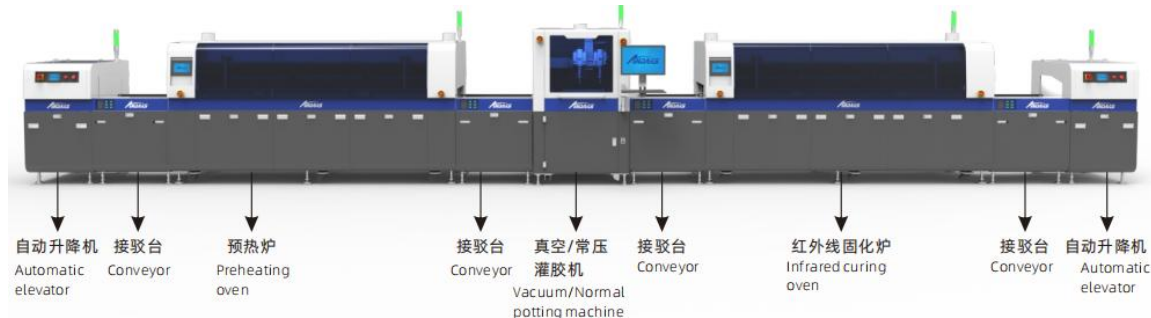 自动升降机
Automatic
elevator
接驳台
Conveyor
预热炉
Preheating
oven
接驳台
Conveyor
真空/常压
灌胶机
Vacuum/Normal
potting machine
接驳台
Conveyor
红外线固化炉
Infrared curing
oven
接驳台
Conveyor
自动升降机
Automatic
elevator